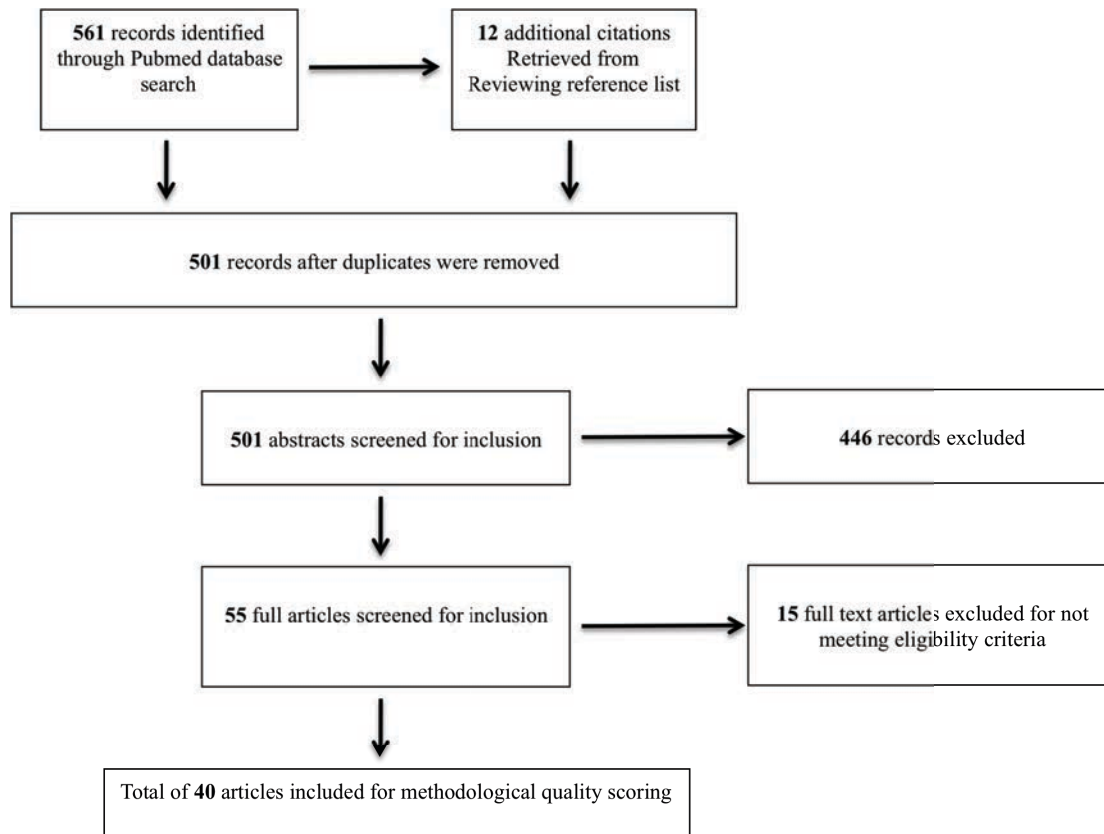 561 records identified
through Pubmed database
search
12 additional citations
Retrieved from
Reviewing reference list
501 records after duplicates were removed
501 abstracts screened for inclusion
446 records excluded
55 full articles screened for inclusion
15 full text articles excluded for not
meeting eligibility criteria
Total of 40 articles included for methodological quality scoring